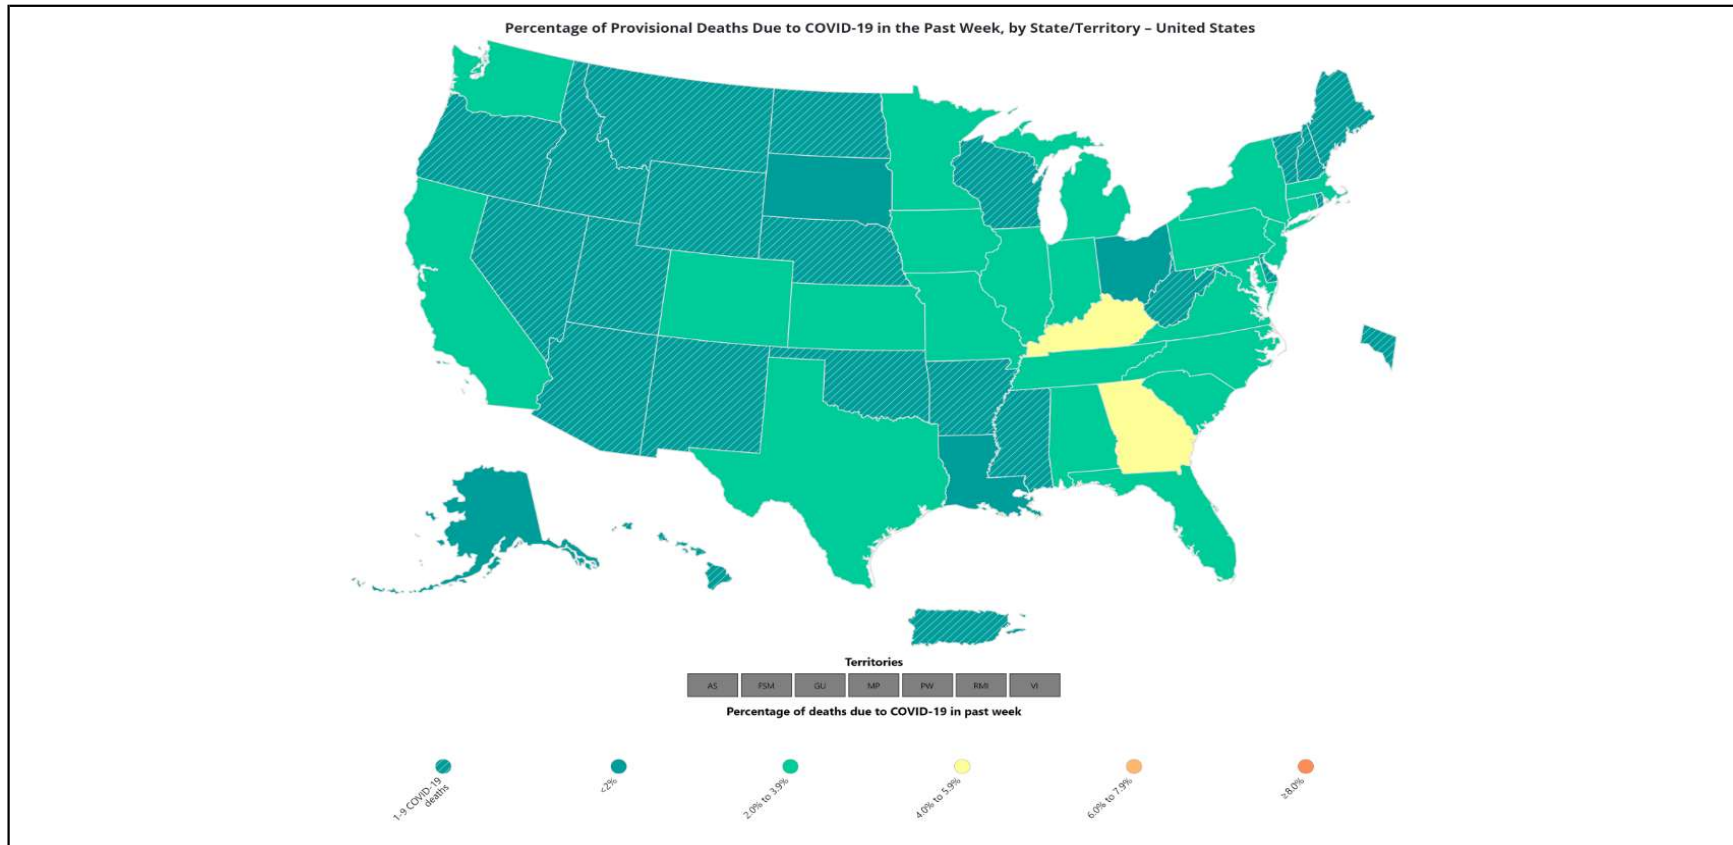 Percentage of Provisional Deaths Due to COVID-19 in the Past Week, by State/Territory – United States
Territories
AS FSM GU MP PW RMI VI
Percentage of deaths due to COVID-19 in past week
1-9 COVID-19
deaths
<2%
2.0% to 3.9%
4.0% to 5.9%
6.0% to 7.9%
≥8.0%